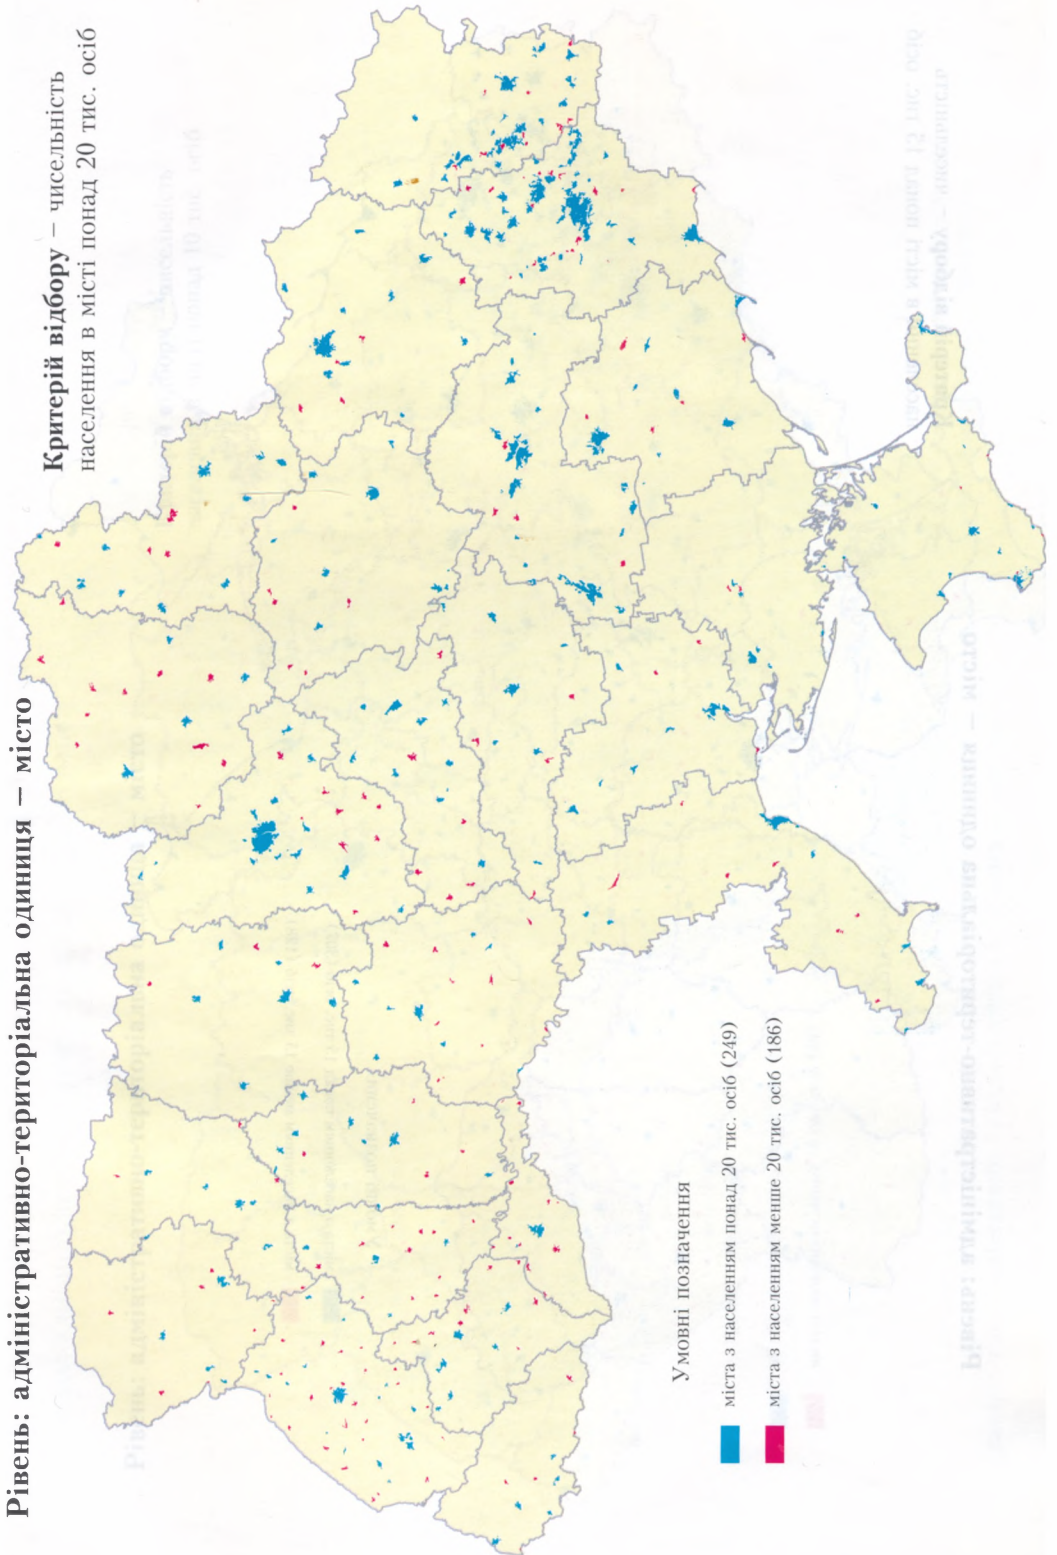 Рівень: адміністративно-територіальна одиниця – місто
Критерій відбору – чисельність
населення в місті понад 20 тис. осіб
Умовні позначення
міста з населенням понад 20 тис. осіб (249)
міста з населенням менше 20 тис. осіб (186)